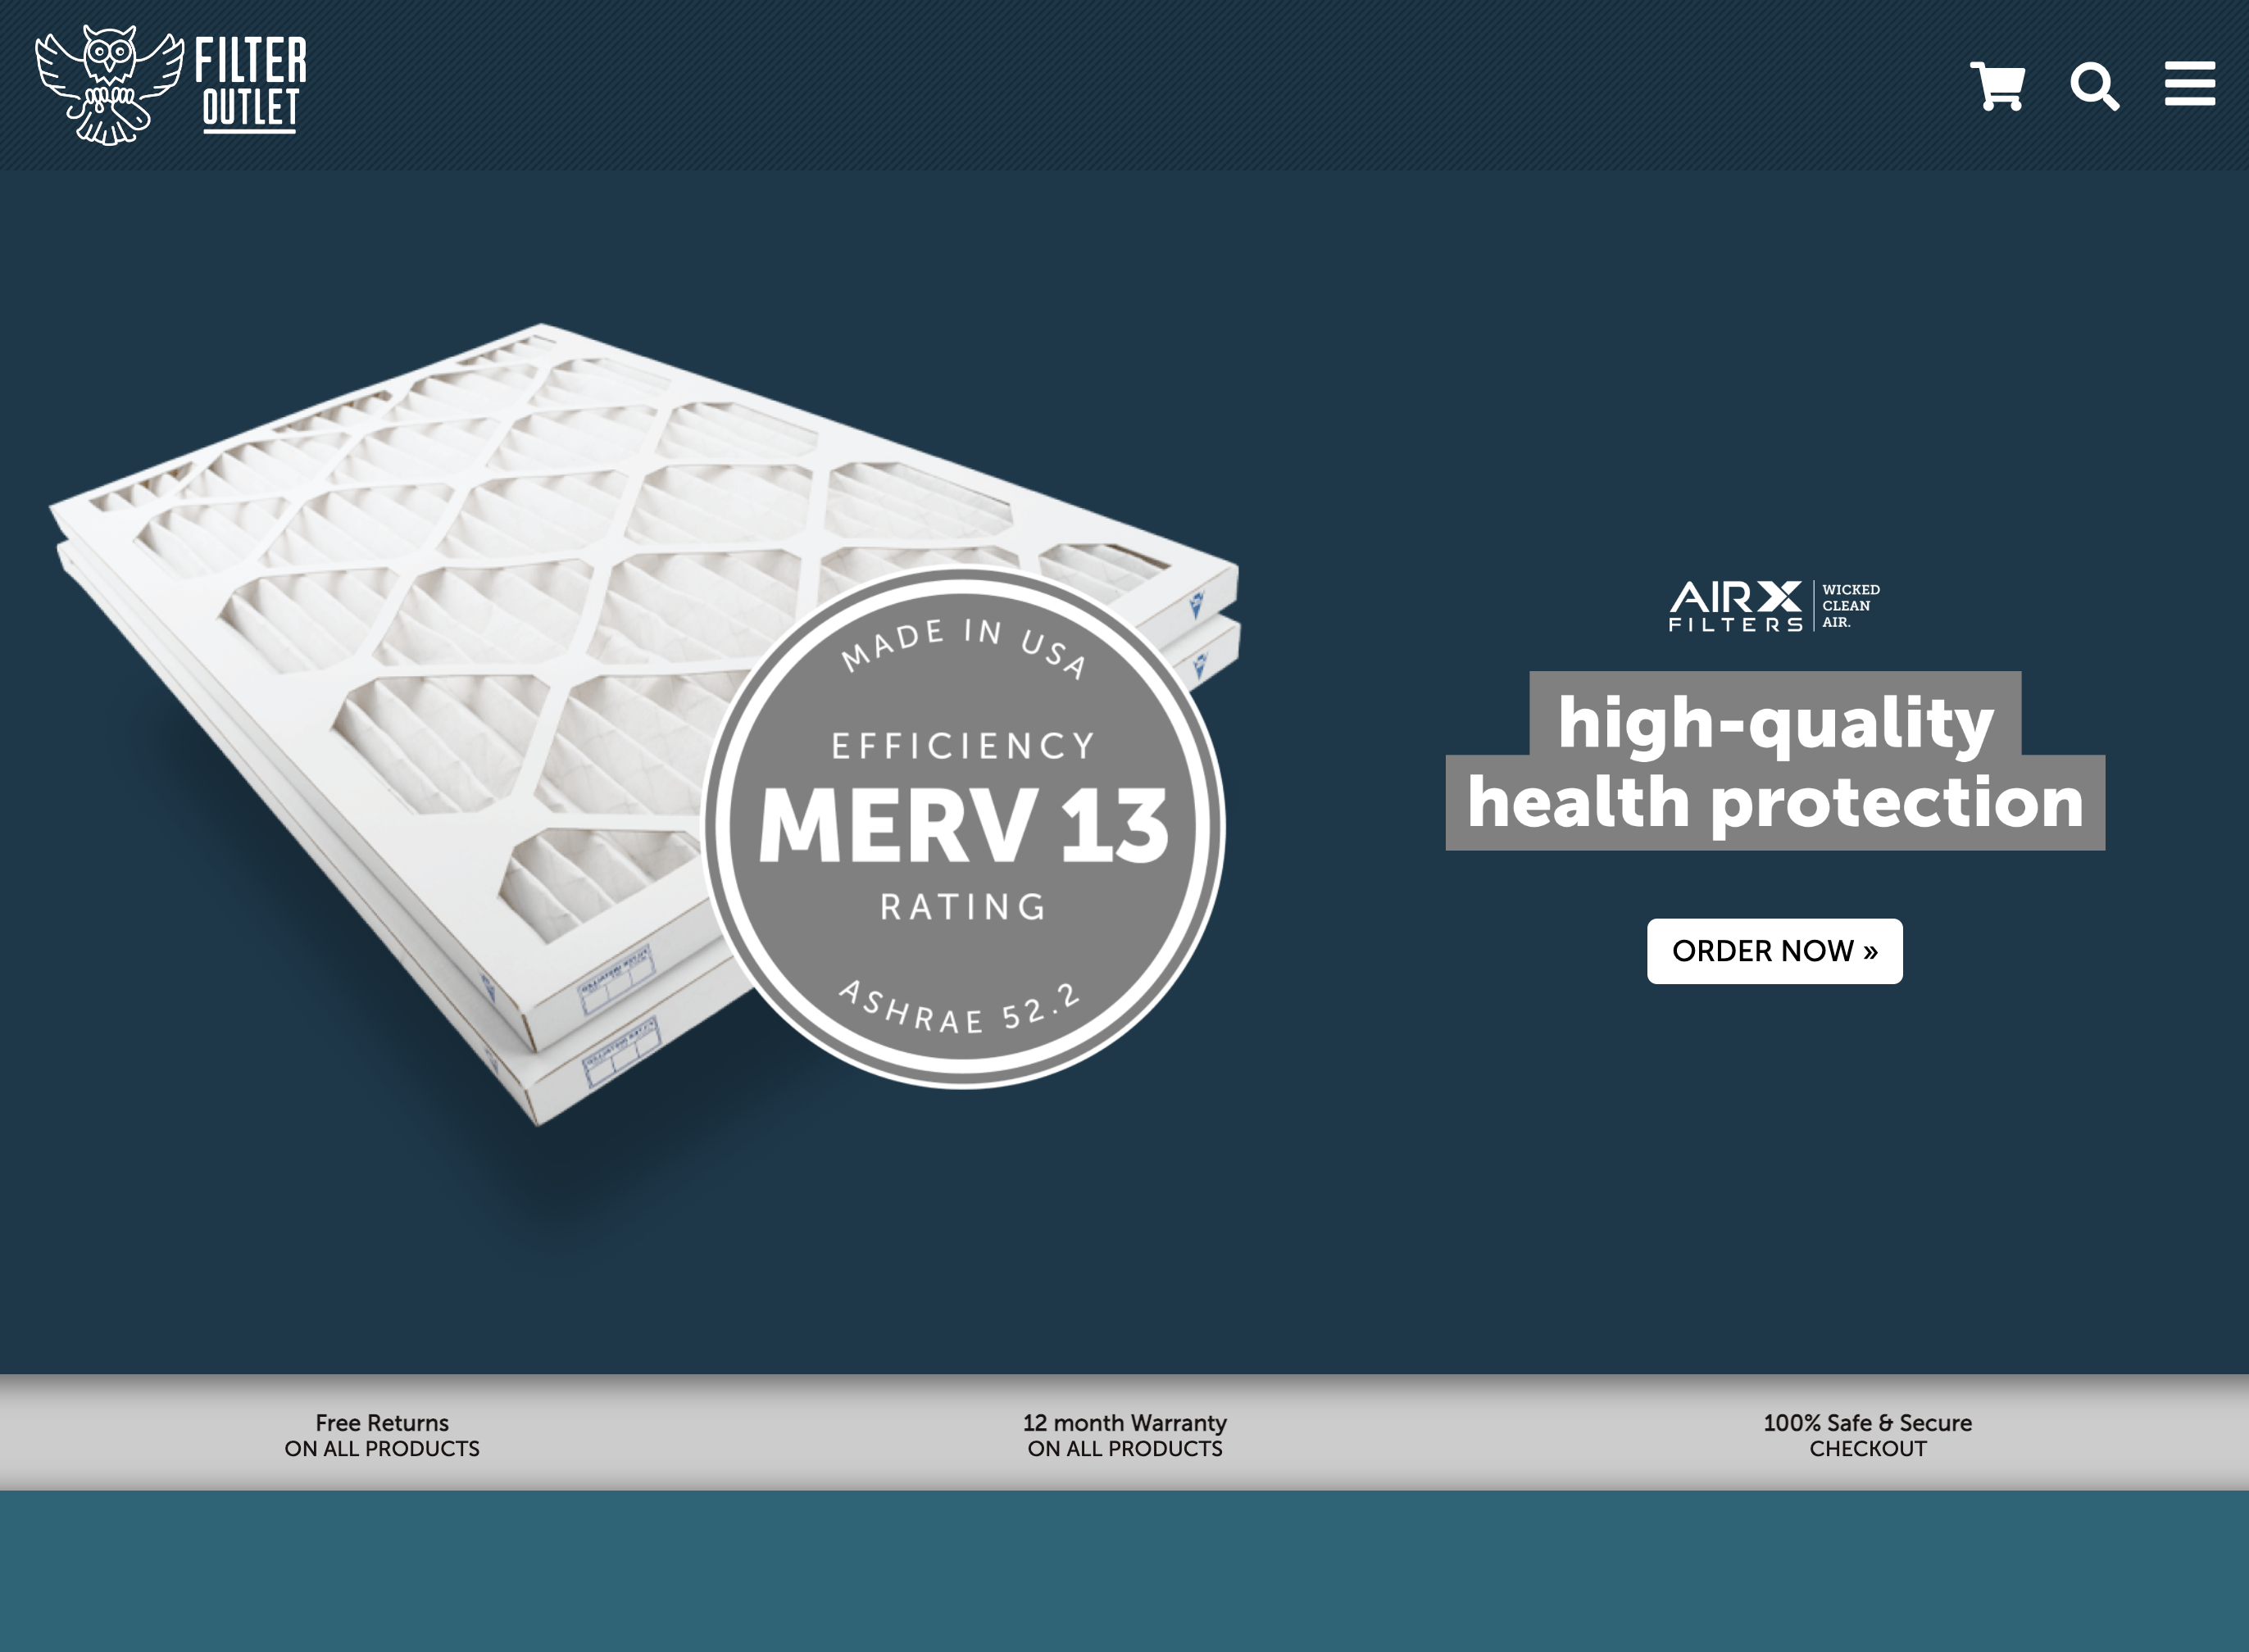 FILTER
OUTLET
MADE IN USA
EFFICIENCY
MERV 13
RATING
ASHRAE 52.2
AIRX
FILTERS
WICKED
CLEAN
AIR.
high-quality
health protection
ORDER NOW »
Free Returns
ON ALL PRODUCTS
12 month Warranty
ON ALL PRODUCTS
100% Safe & Secure
CHECKOUT